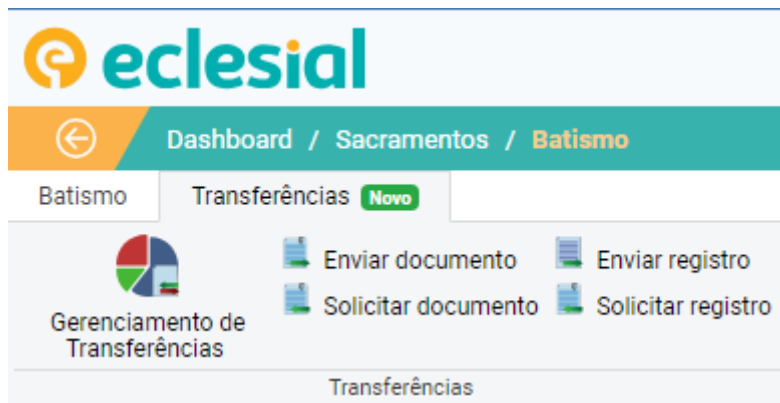 eclesial
Dashboard / Sacramentos / Batismo
Batismo Transferências Novo
Enviar documento Enviar registro
Solicitar documento Solicitar registro
Gerenciamento de
Transferências
Transferências